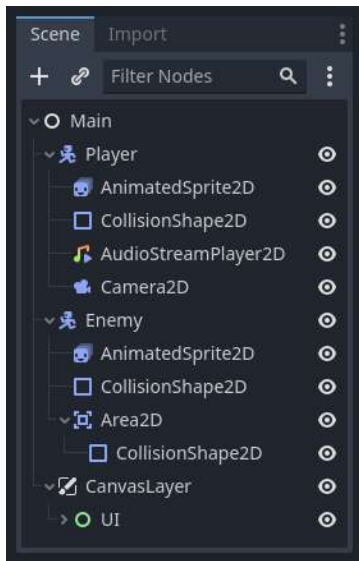 Scene Import
Filter Nodes
Main
Player
AnimatedSprite2D
CollisionShape2D
AudioStreamPlayer2D
Camera2D
Enemy
AnimatedSprite2D
CollisionShape2D
Area2D
CollisionShape2D
CanvasLayer
UI